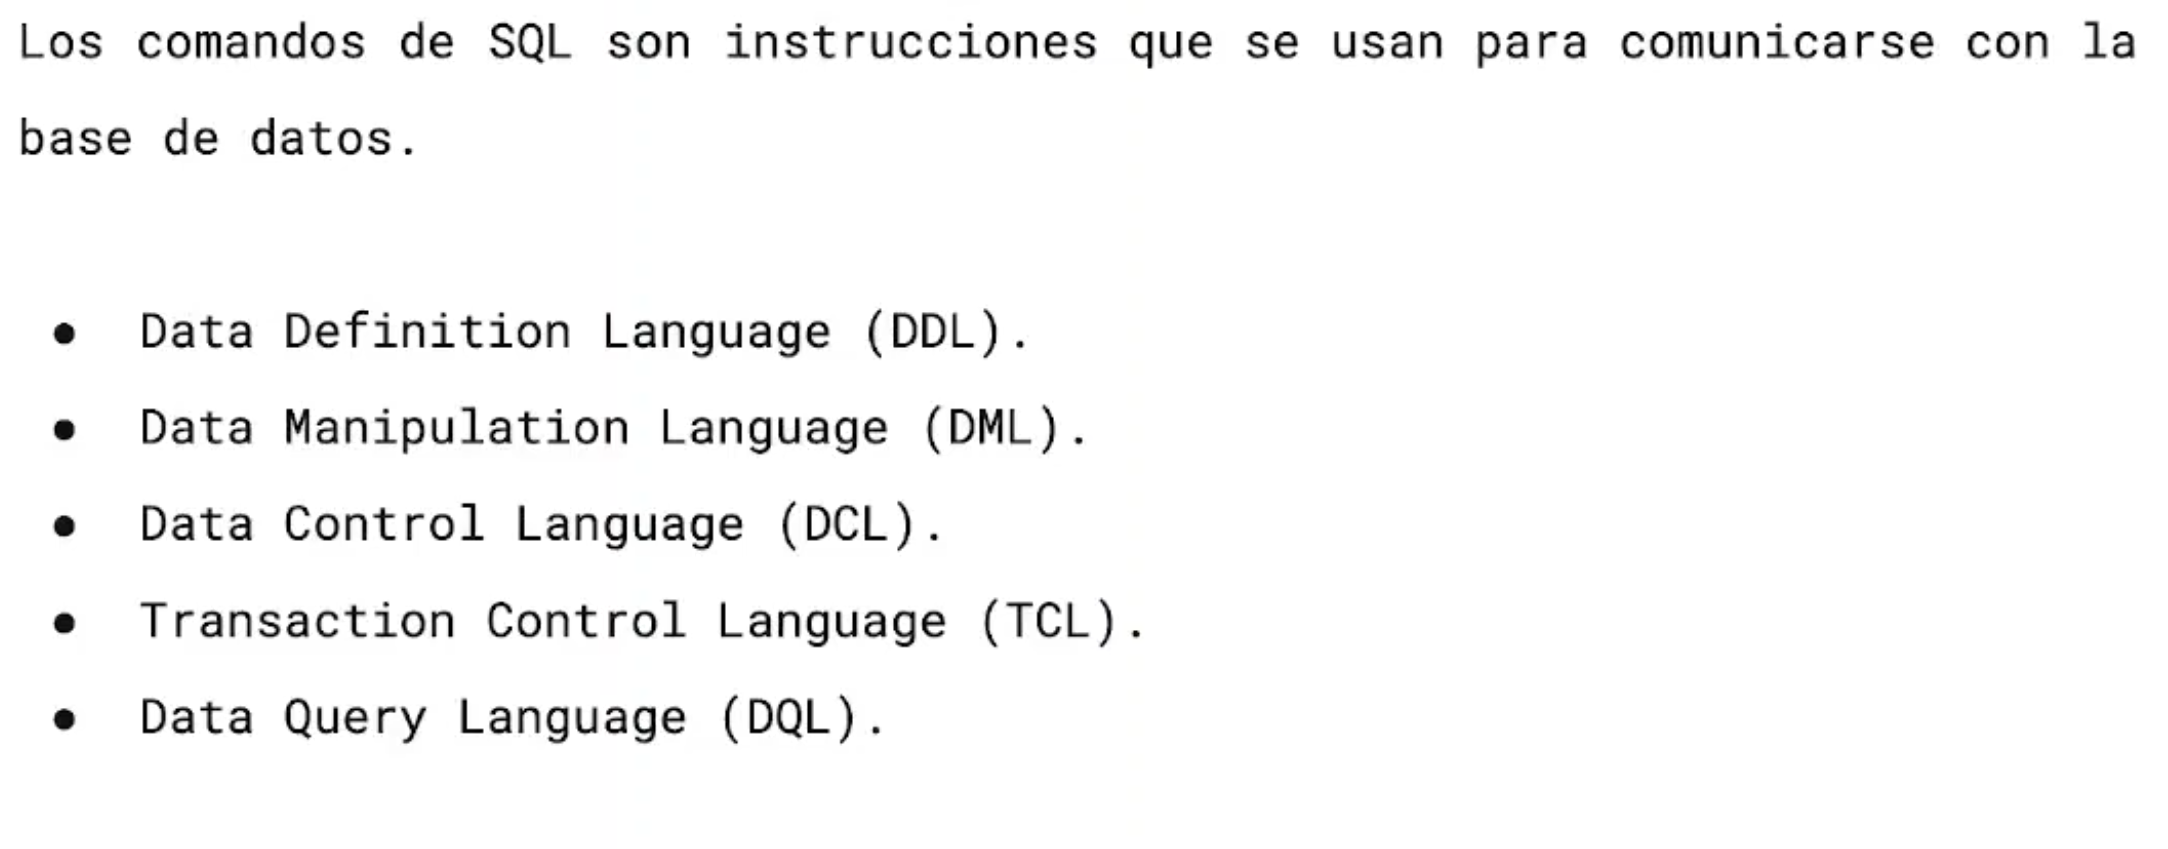 Los comandos de SQL son instrucciones que se usan para comunicarse con la
base de datos.
● Data Definition Language (DDL).
● Data Manipulation Language (DML).
● Data Control Language (DCL).
● Transaction Control Language (TCL).
● Data Query Language (DQL).